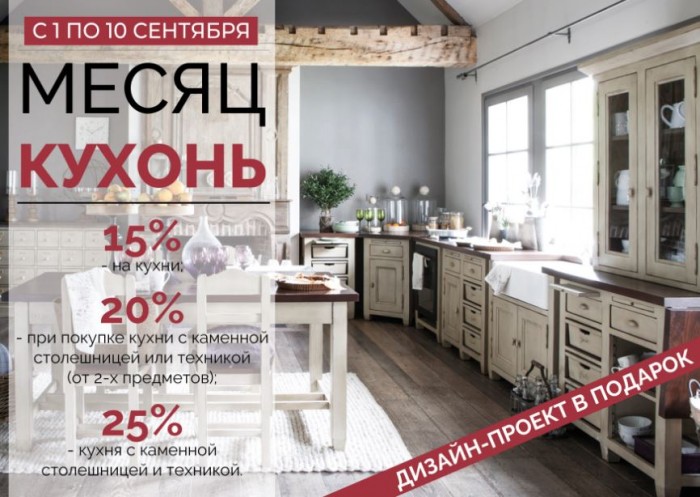 С 1 ПО 10 СЕНТЯБРЯ
МЕСЯЦ
КУХОНЬ
15%
- на кухни;
20%
- при покупке кухни с каменной
столешницей или техникой
(от 2-х предметов);
25%
- кухня с каменной
столешницей и техникой.
ДИЗАЙН-ПРОЕКТ В ПОДАРОК